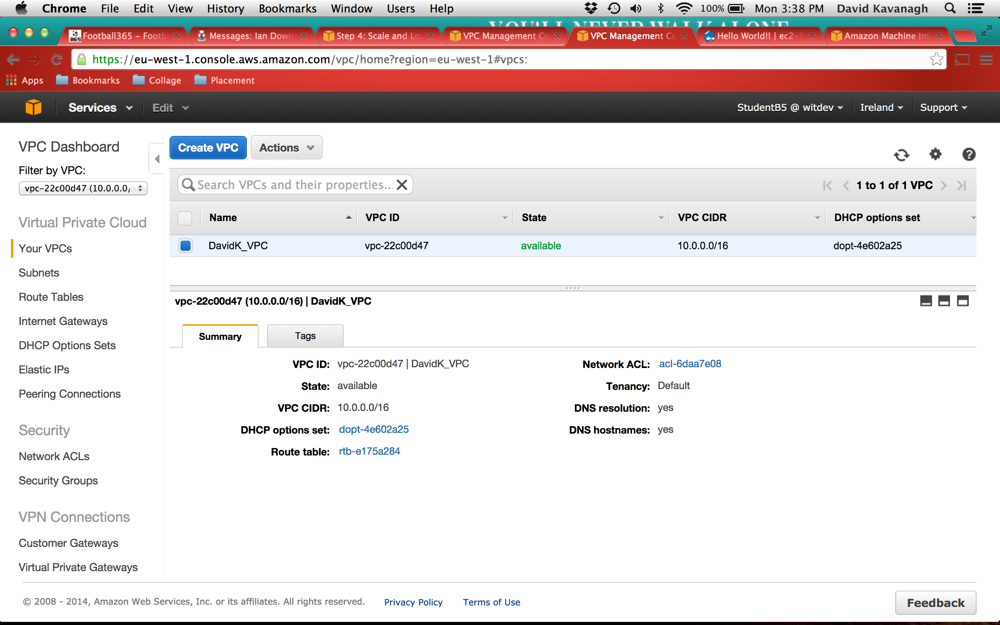 Chrome File Edit View History Bookmarks Window Users Help 100% Mon 3:38 PM David Kavanagh
YOU'LL NEVER WALK ALONE
365 Football365 – Footb Messages: Ian Down Step 4: Scale and Lo VPC Management Co VPC Management Co Hello World!! | ec2-5 Amazon Machine Im
https://eu-west-1.console.aws.amazon.com/vpc/home?region=eu-west-1#vpcs:
Apps Bookmarks Collage Placement
Services Edit StudentB5 @ witdev Ireland Support
VPC Dashboard
Filter by VPC:
vpc-22c00d47 (10.0.0.0/
Virtual Private Cloud
Your VPCs
Subnets
Route Tables
Internet Gateways
DHCP Options Sets
Elastic IPs
Peering Connections
Security
Network ACLs
Security Groups
VPN Connections
Customer Gateways
Virtual Private Gateways
Create VPC Actions
Search VPCs and their properties... 1 to 1 of 1 VPC
Name VPC ID State VPC CIDR DHCP options set
DavidK_VPC vpc-22c00d47 available 10.0.0.0/16 dopt-4e602a25
vpc-22c00d47 (10.0.0.0/16) | DavidK_VPC
Summary Tags
VPC ID: vpc-22c00d47 | DavidK_VPC
State: available
VPC CIDR: 10.0.0.0/16
DHCP options set: dopt-4e602a25
Route table: rtb-e175a284
Network ACL: acl-6daa7e08
Tenancy: Default
DNS resolution: yes
DNS hostnames: yes
© 2008 - 2014, Amazon Web Services, Inc. or its affiliates. All rights reserved. Privacy Policy Terms of Use Feedback